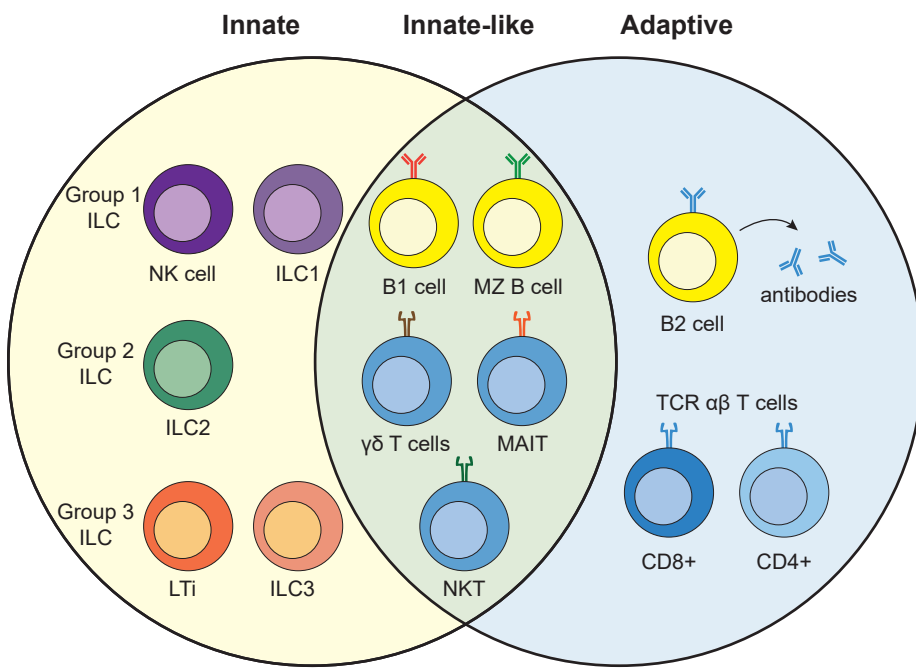 Innate
Innate-like
Adaptive
Group 1
ILC
NK cell
ILC1
B1 cell
MZ B cell
B2 cell
antibodies
Group 2
ILC
ILC2
γδ T cells
MAIT
TCR αβ T cells
CD8+
CD4+
Group 3
ILC
LTi
ILC3
NKT